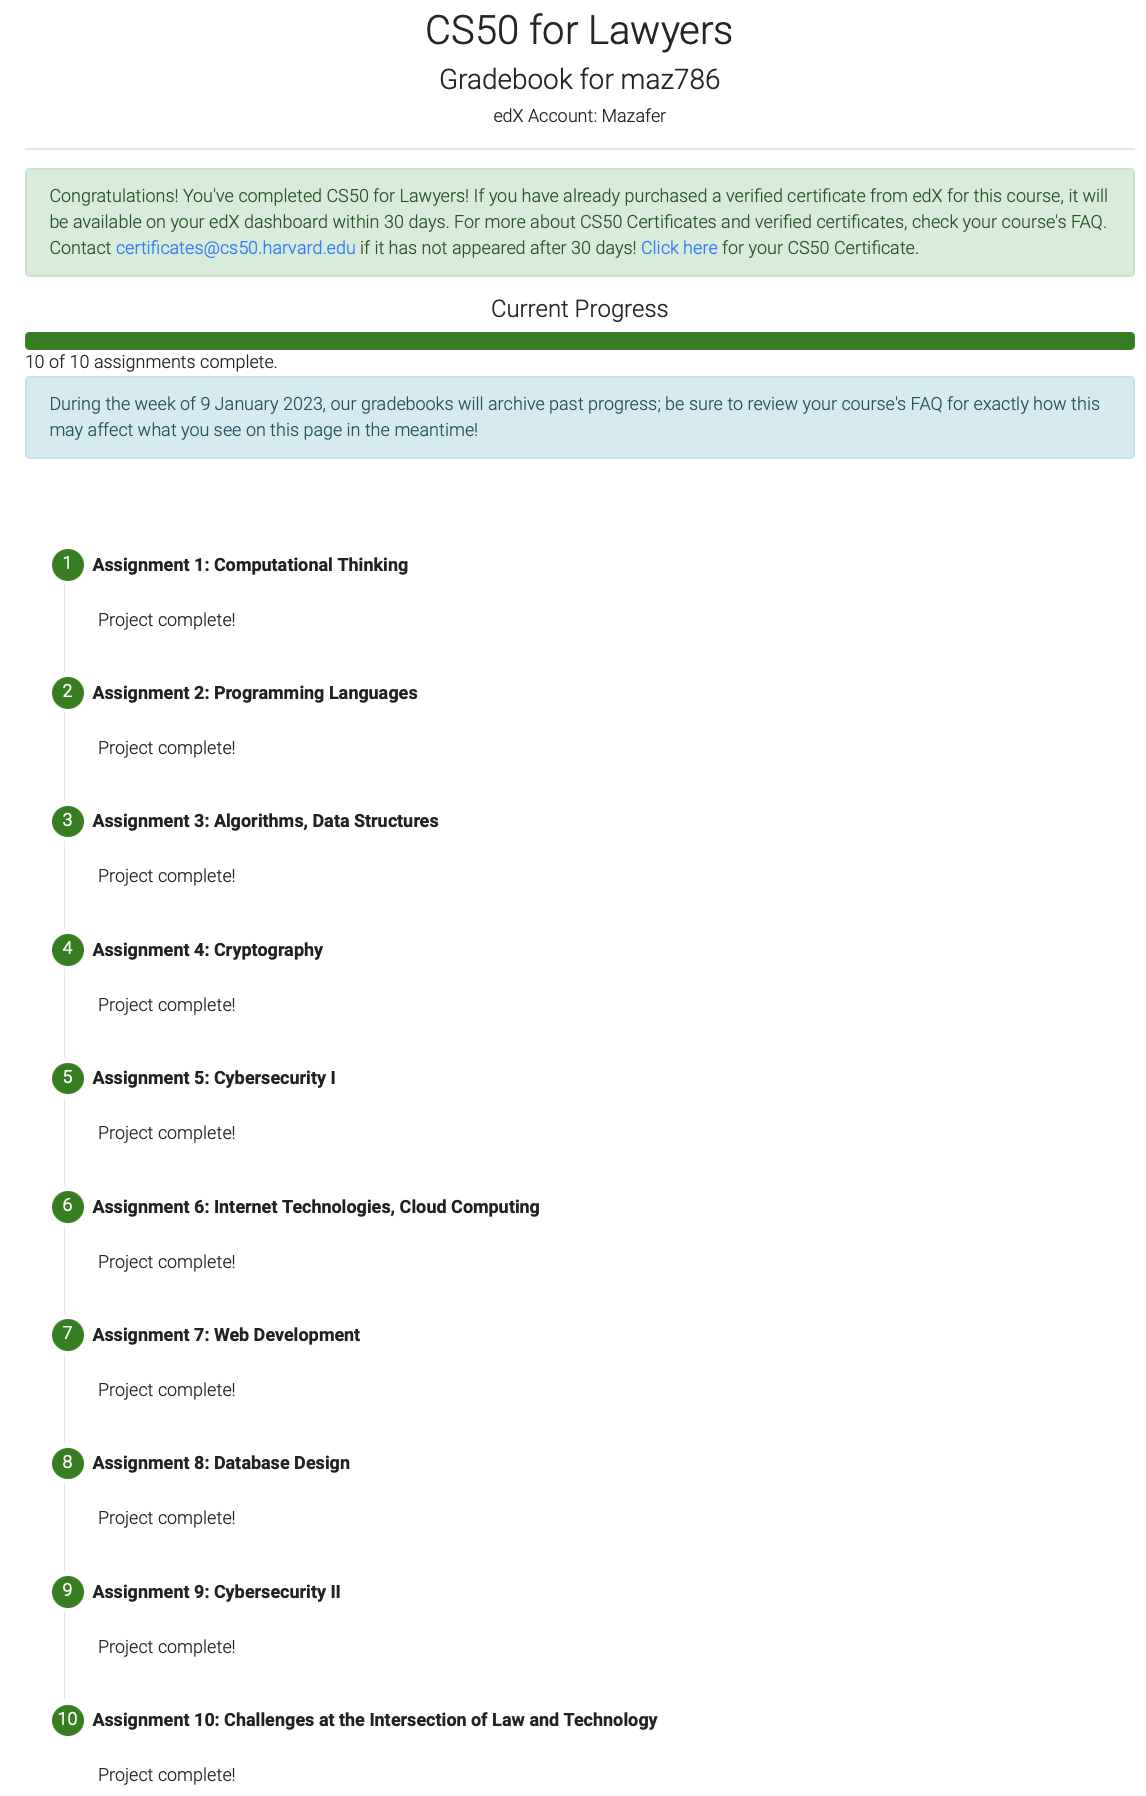 CS50 for Lawyers
Gradebook for maz786
edX Account: Mazafer
Congratulations! You've completed CS50 for Lawyers! If you have already purchased a verified certificate from edX for this course, it will
be available on your edX dashboard within 30 days. For more about CS50 Certificates and verified certificates, check your course's FAQ.
Contact certificates@cs50.harvard.edu if it has not appeared after 30 days! Click here for your CS50 Certificate.
Current Progress
10 of 10 assignments complete.
During the week of 9 January 2023, our gradebooks will archive past progress; be sure to review your course's FAQ for exactly how this
may affect what you see on this page in the meantime!
1 Assignment 1: Computational Thinking
Project complete!
2 Assignment 2: Programming Languages
Project complete!
3 Assignment 3: Algorithms, Data Structures
Project complete!
4 Assignment 4: Cryptography
Project complete!
5 Assignment 5: Cybersecurity I
Project complete!
6 Assignment 6: Internet Technologies, Cloud Computing
Project complete!
7 Assignment 7: Web Development
Project complete!
8 Assignment 8: Database Design
Project complete!
9 Assignment 9: Cybersecurity II
Project complete!
10 Assignment 10: Challenges at the Intersection of Law and Technology
Project complete!